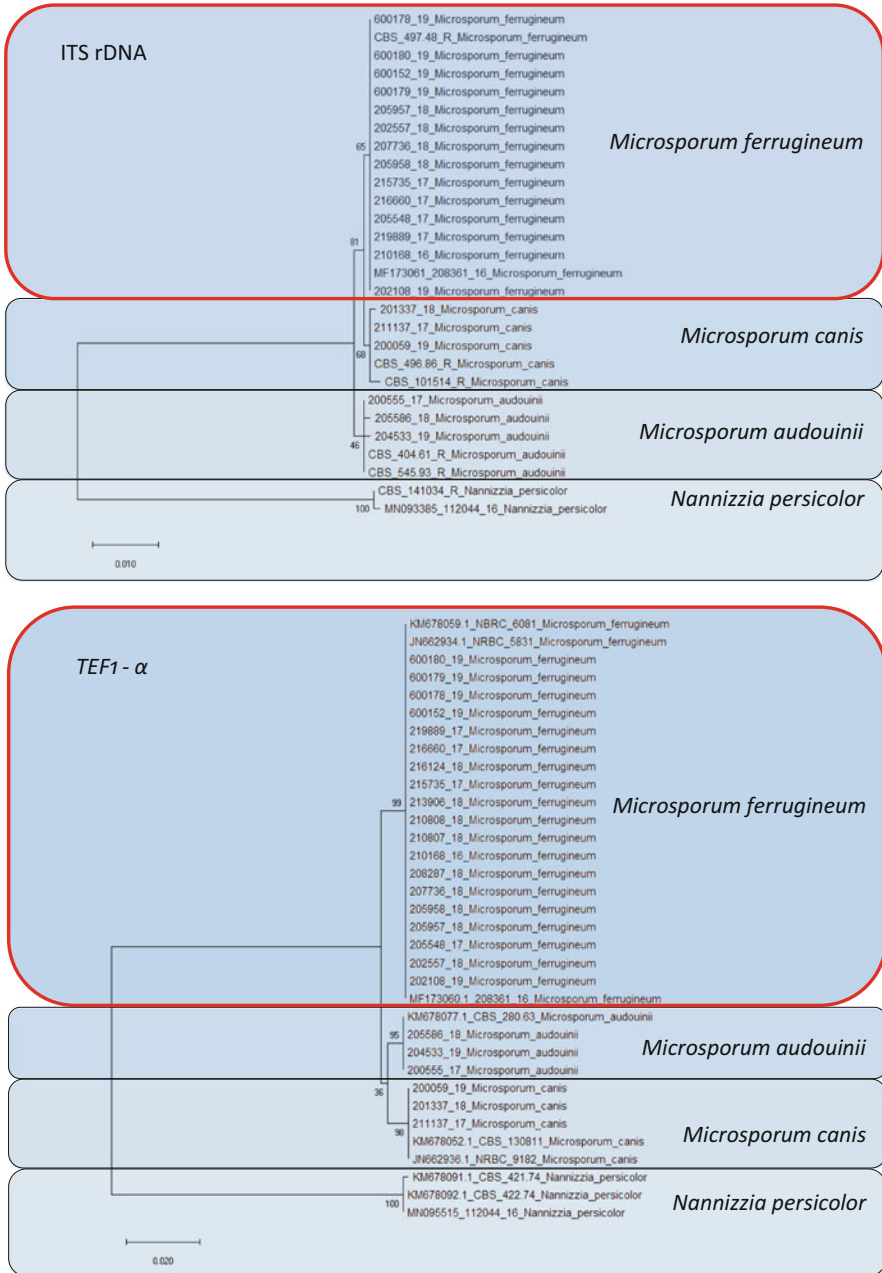 ITS rDNA
600178_19_Microsporum_ferrugineum
CBS_497.48_R_Microsporum_ferrugineum
600180_19_Microsporum_ferrugineum
600152_19_Microsporum_ferrugineum
600179_19_Microsporum_ferrugineum
205957_18_Microsporum_ferrugineum
202557_18_Microsporum_ferrugineum
207736_18_Microsporum_ferrugineum
205958_18_Microsporum_ferrugineum
215735_17_Microsporum_ferrugineum
216660_17_Microsporum_ferrugineum
205548_17_Microsporum_ferrugineum
219889_17_Microsporum_ferrugineum
210168_16_Microsporum_ferrugineum
MF173061_208361_16_Microsporum_ferrugineum
202108_19_Microsporum_ferrugineum
65
81
Microsporum ferrugineum
201337_18_Microsporum_canis
211137_17_Microsporum_canis
200059_19_Microsporum_canis
CBS_496.86_R_Microsporum_canis
CBS_101514_R_Microsporum_canis
68
Microsporum canis
200555_17_Microsporum_audouinii
205586_18_Microsporum_audouinii
204533_19_Microsporum_audouinii
CBS_404.61_R_Microsporum_audouinii
CBS_545.93_R_Microsporum_audouinii
46
Microsporum audouinii
CBS_141034_R_Nannizzia_persicolor
MN093385_112044_16_Nannizzia_persicolor
100
Nannizzia persicolor
0.010
TEF1 - α
KM678059.1_NBRC_6081_Microsporum_ferrugineum
JN662934.1_NRBC_5831_Microsporum_ferrugineum
600180_19_Microsporum_ferrugineum
600179_19_Microsporum_ferrugineum
600178_19_Microsporum_ferrugineum
600152_19_Microsporum_ferrugineum
219889_17_Microsporum_ferrugineum
216660_17_Microsporum_ferrugineum
216124_18_Microsporum_ferrugineum
215735_17_Microsporum_ferrugineum
213906_18_Microsporum_ferrugineum
210808_18_Microsporum_ferrugineum
210807_18_Microsporum_ferrugineum
210168_16_Microsporum_ferrugineum
208287_18_Microsporum_ferrugineum
207736_18_Microsporum_ferrugineum
205958_18_Microsporum_ferrugineum
205957_18_Microsporum_ferrugineum
205548_17_Microsporum_ferrugineum
202557_18_Microsporum_ferrugineum
202108_19_Microsporum_ferrugineum
MF173060.1_208361_16_Microsporum_ferrugineum
99
Microsporum ferrugineum
KM678077.1_CBS_280.63_Microsporum_audouinii
205586_18_Microsporum_audouinii
204533_19_Microsporum_audouinii
200555_17_Microsporum_audouinii
95
Microsporum audouinii
36
200059_19_Microsporum_canis
201337_18_Microsporum_canis
211137_17_Microsporum_canis
KM678052.1_CBS_130811_Microsporum_canis
JN662936.1_NRBC_9182_Microsporum_canis
98
Microsporum canis
KM678091.1_CBS_421.74_Nannizzia_persicolor
KM678092.1_CBS_422.74_Nannizzia_persicolor
MN095515_112044_16_Nannizzia_persicolor
100
Nannizzia persicolor
0.020